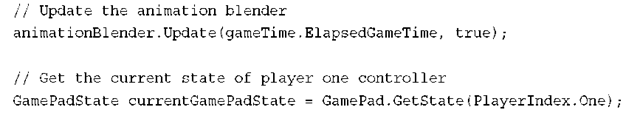 // Update the animation blender
animationBlender.Update(gameTime.ElapsedGameTime, true);
// Get the current state of player one controller
GamePadState currentGamePadState = GamePad.GetState(PlayerIndex.One);